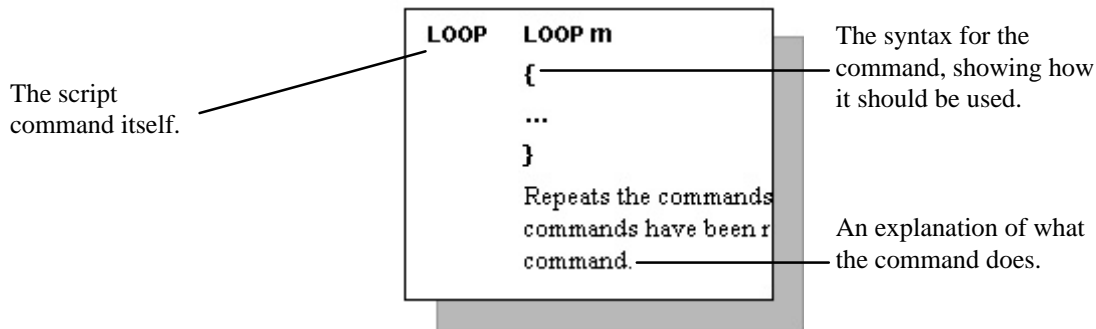 The script
command itself.
LOOP LOOP m
{
...
}
Repeats the commands
commands have been r
command.
The syntax for the
command, showing how
it should be used.
An explanation of what
the command does.